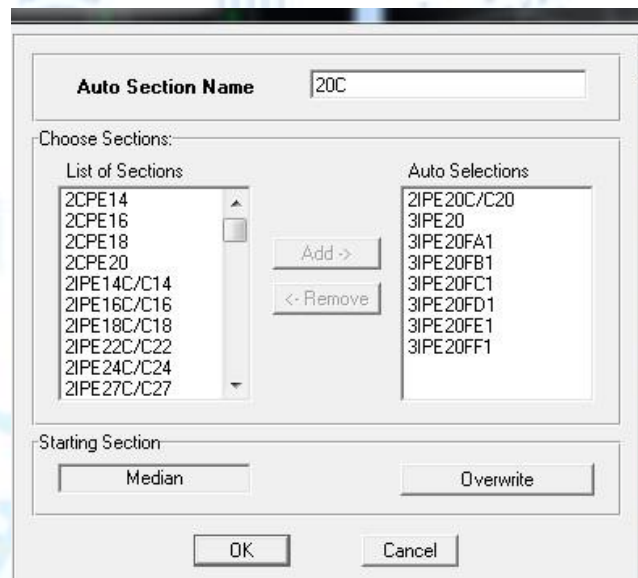 Auto Section Name
20C
Choose Sections:
List of Sections
2CPE14
2CPE16
2CPE18
2CPE20
2IPE14C/C14
2IPE16C/C16
2IPE18C/C18
2IPE22C/C22
2IPE24C/C24
2IPE27C/C27
Add ->
<- Remove
Auto Selections
2IPE20C/C20
3IPE20
3IPE20FA1
3IPE20FB1
3IPE20FC1
3IPE20FD1
3IPE20FE1
3IPE20FF1
Starting Section
Median
Overwrite
OK
Cancel